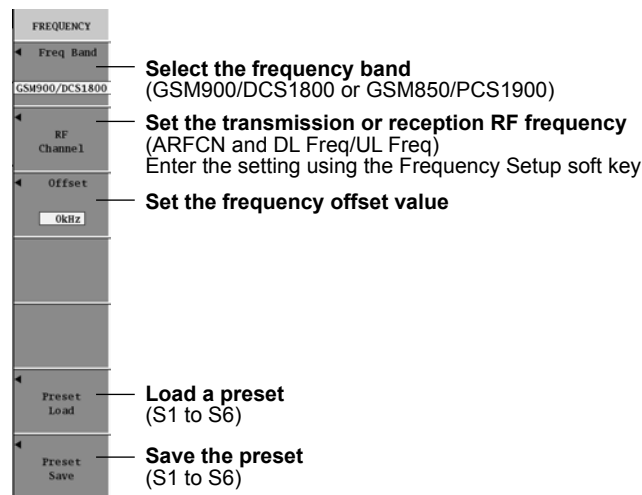 FREQUENCY
Freq Band
GSM900/DCS1800
Select the frequency band
(GSM900/DCS1800 or GSM850/PCS1900)
RF
Channel
Set the transmission or reception RF frequency
(ARFCN and DL Freq/UL Freq)
Enter the setting using the Frequency Setup soft key
Offset
0kHz
Set the frequency offset value
Preset
Load
Load a preset
(S1 to S6)
Preset
Save
Save the preset
(S1 to S6)